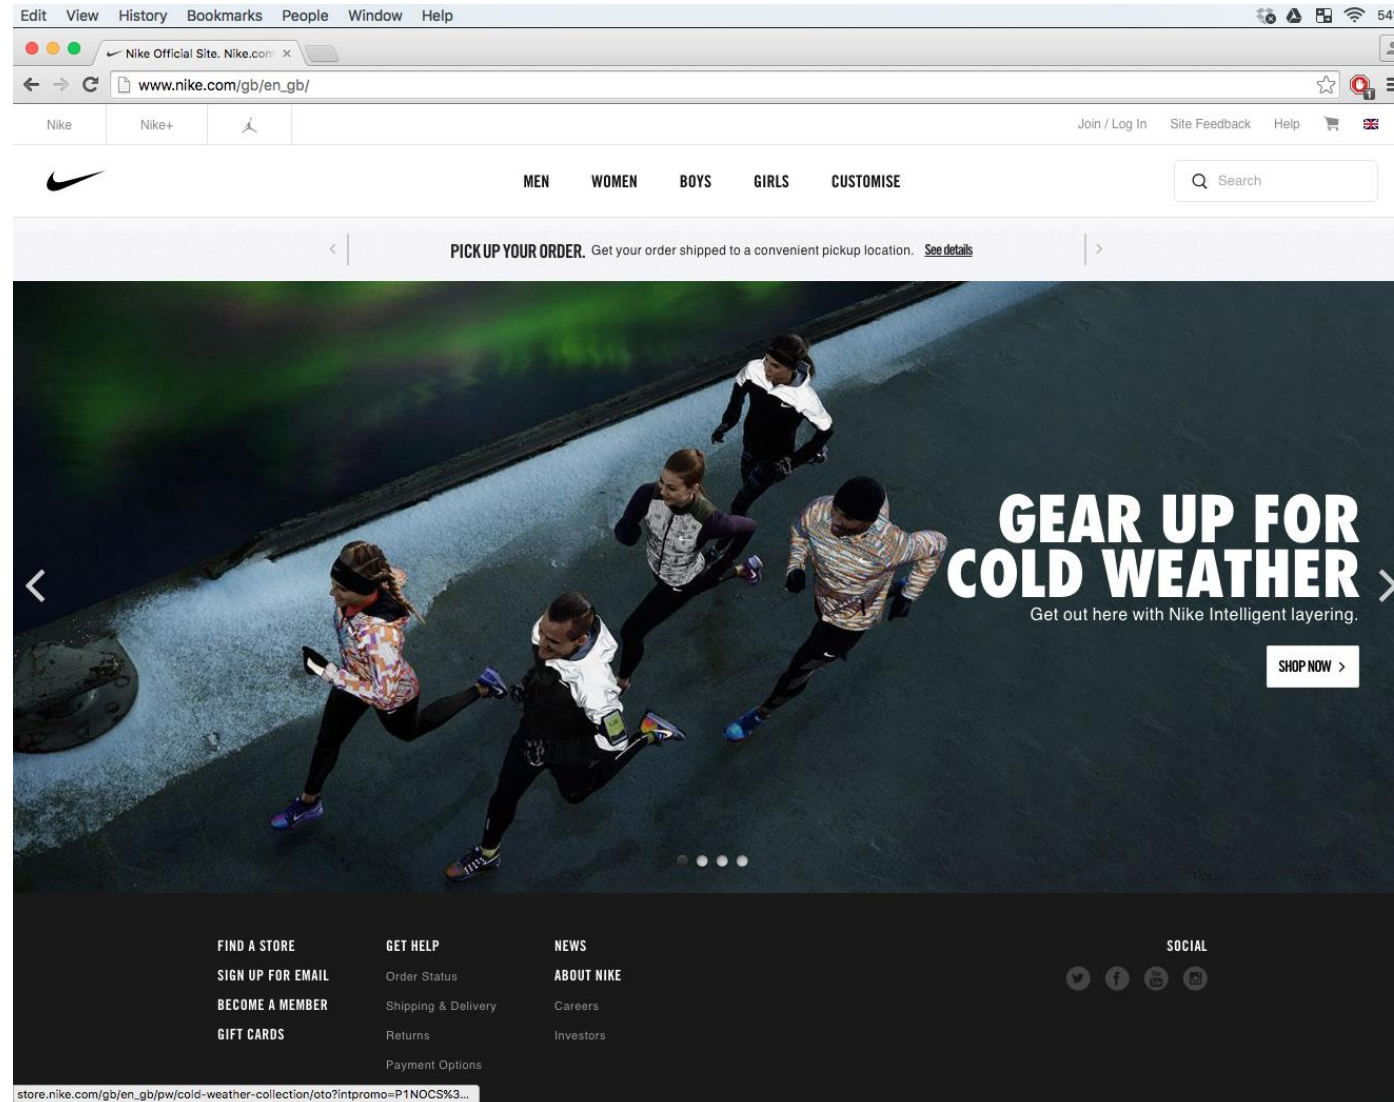 Edit View History Bookmarks People Window Help
Nike Official Site. Nike.com
www.nike.com/gb/en_gb/
Nike Nike+ Join / Log In Site Feedback Help
MEN WOMEN BOYS GIRLS CUSTOMISE Search
PICK UP YOUR ORDER. Get your order shipped to a convenient pickup location. See details
GEAR UP FOR
COLD WEATHER
Get out here with Nike Intelligent layering.
SHOP NOW
FIND A STORE GET HELP NEWS SOCIAL
SIGN UP FOR EMAIL Order Status ABOUT NIKE
BECOME A MEMBER Shipping & Delivery Careers
GIFT CARDS Returns Investors
Payment Options
store.nike.com/gb/en_gb/pw/cold-weather-collection/oto?intpromo=P1NOCS%3...